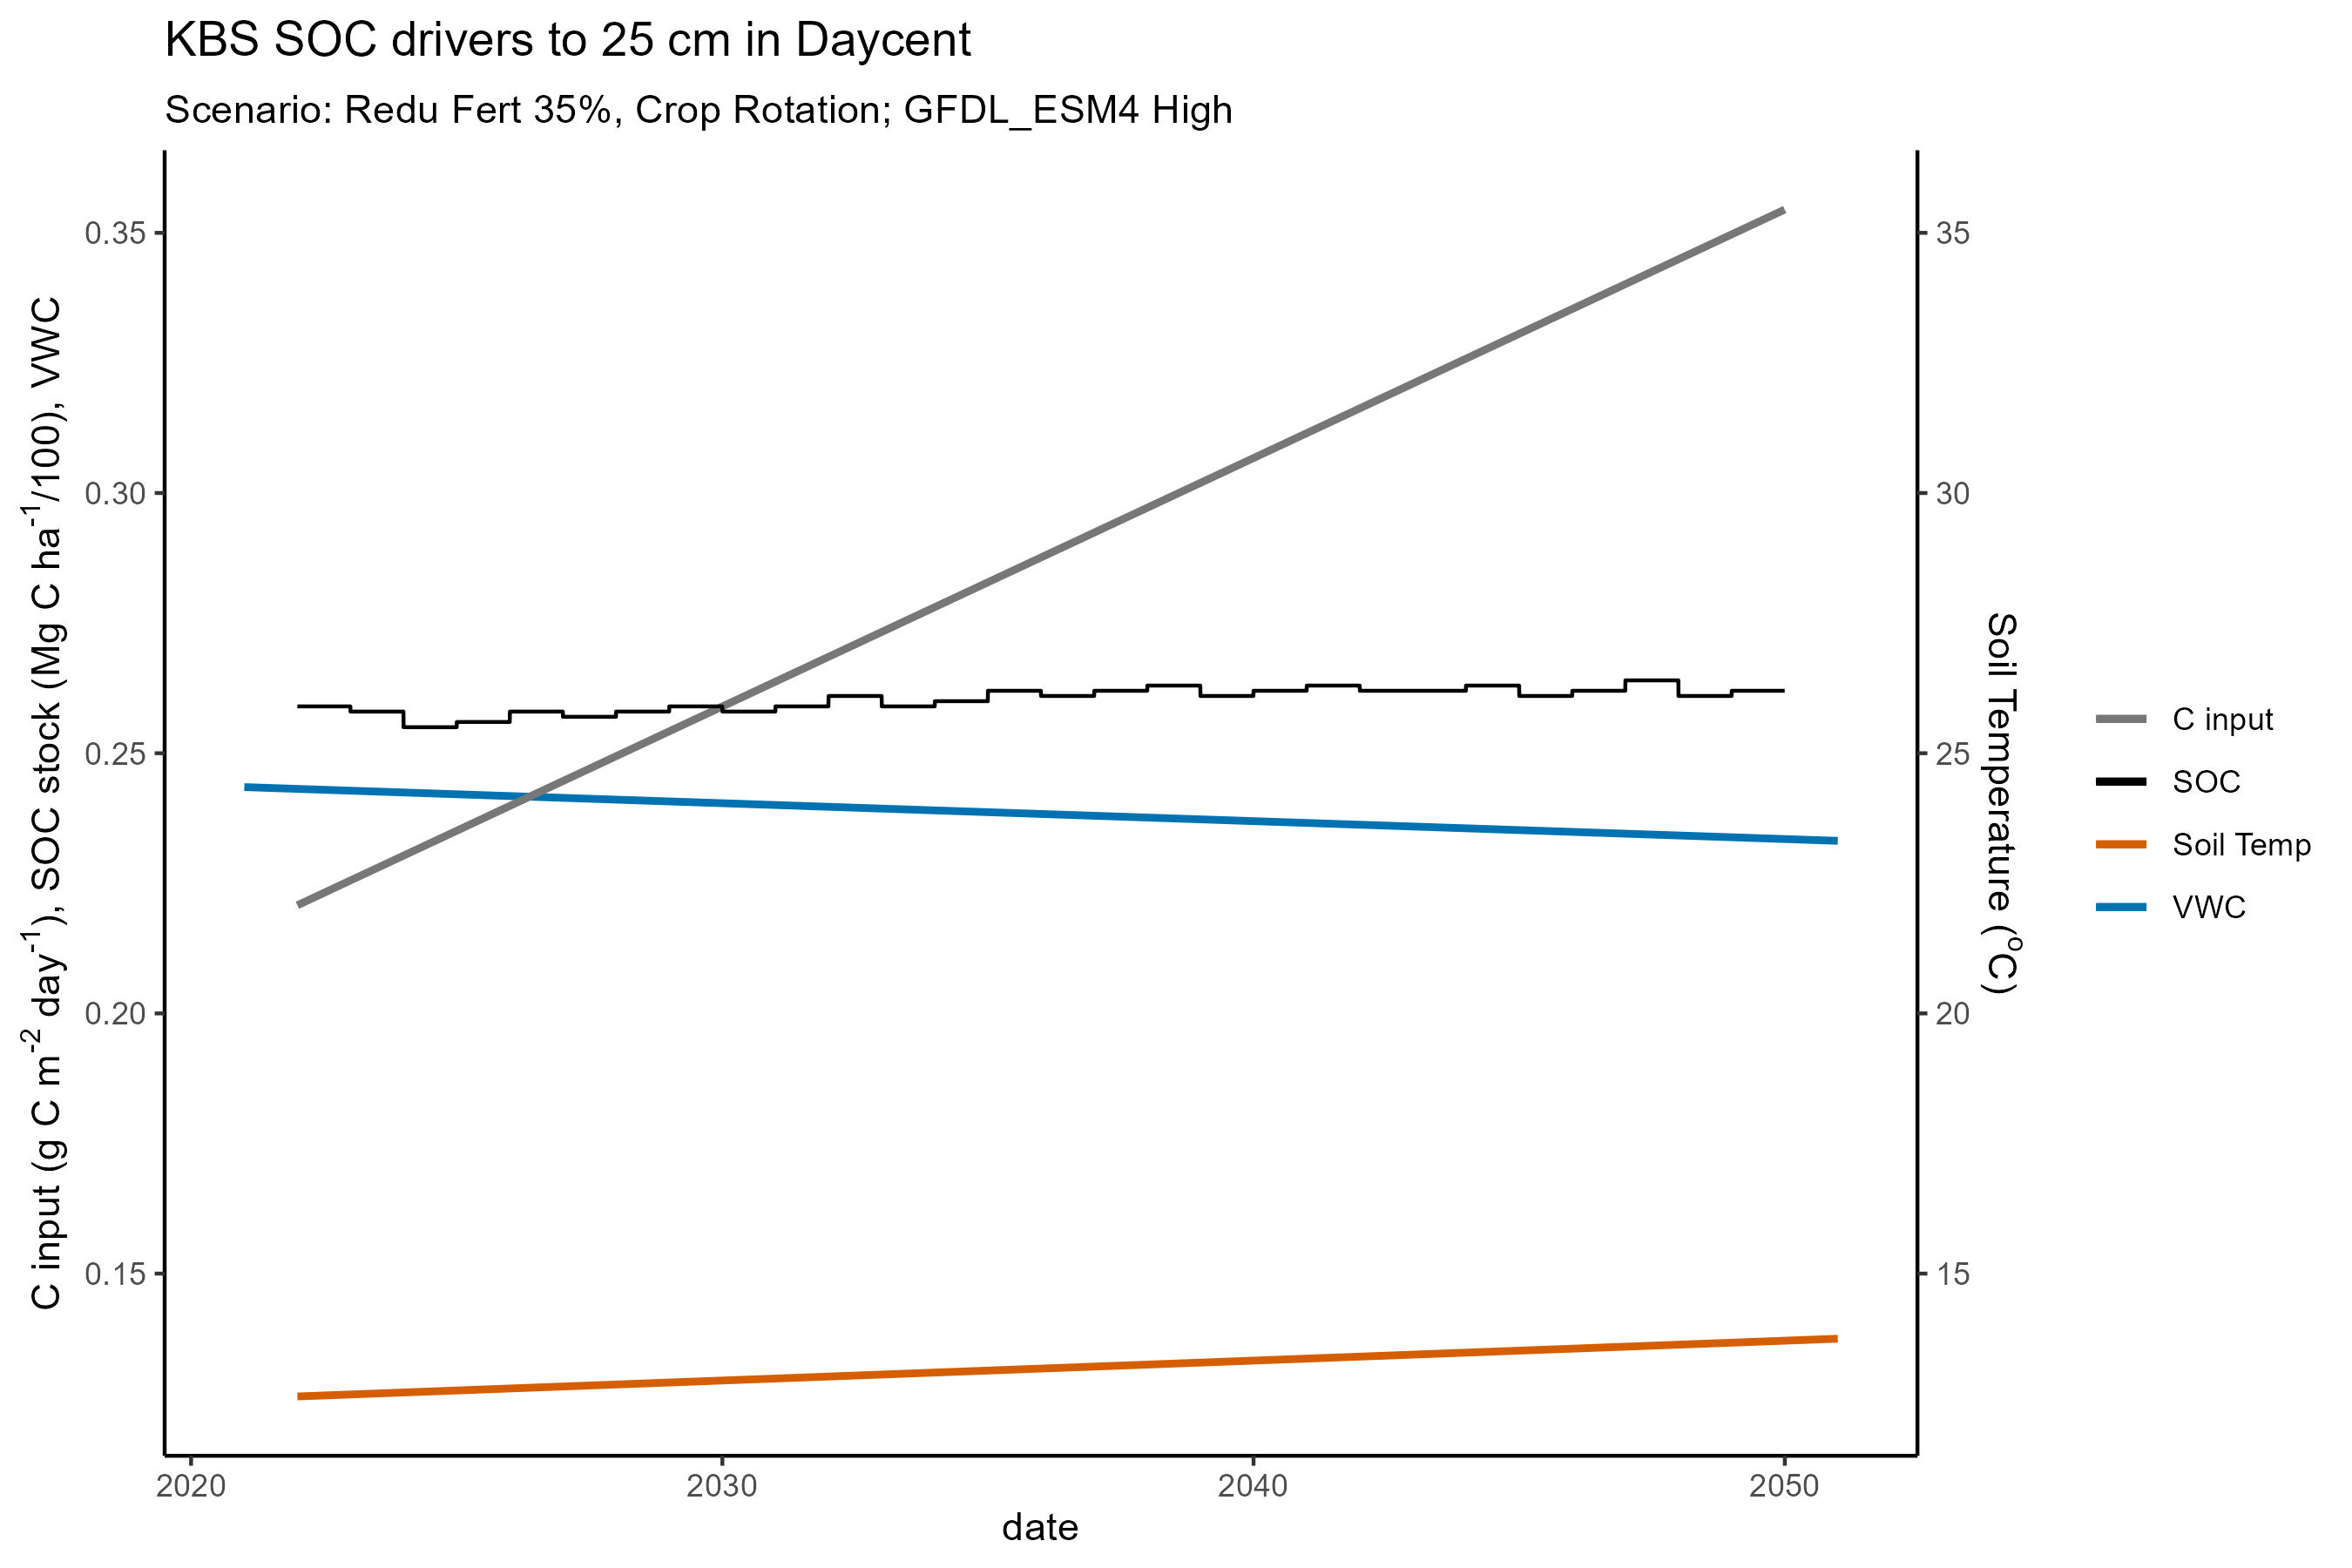 KBS SOC drivers to 25 cm in Daycent
Scenario: Redu Fert 35%, Crop Rotation; GFDL_ESM4 High
C input (g C m-2 day-1), SOC stock (Mg C ha-1/100), VWC
0.35
0.30
0.25
0.20
0.15
35
30
25
20
15
Soil Temperature (oC)
C input
SOC
Soil Temp
VWC
2020
2030
2040
2050
date